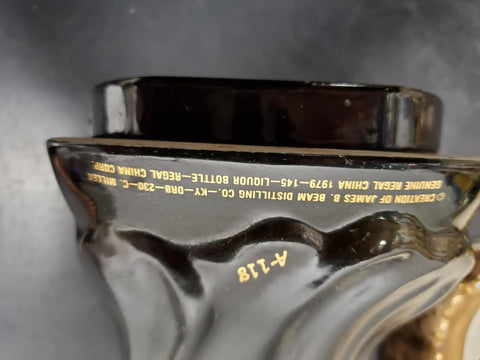 © CREATION OF JAMES B. BEAM DISTILLING CO.—KY—DRB—230—C. MILLER
GENUINE REGAL CHINA 1979—145—LIQUOR BOTTLE—REGAL CHINA CORP.
A-118